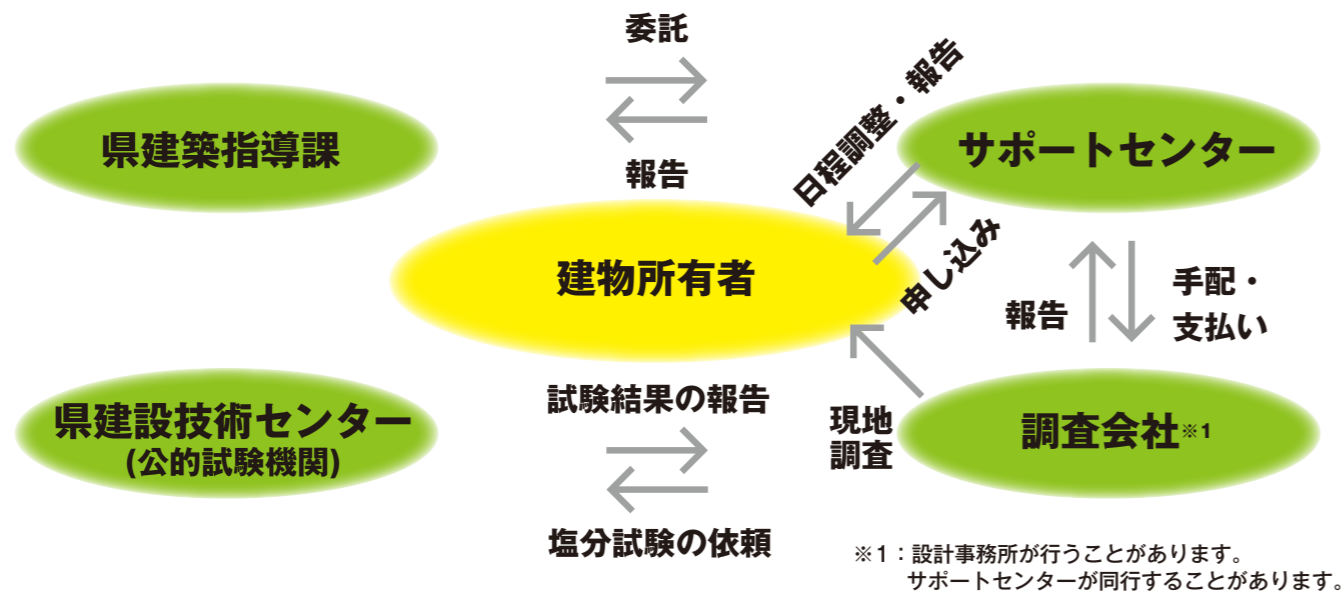 委託
県建築指導課
日程調整・報告
サポートセンター
報告
建物所有者
申し込み
報告
手配・
支払い
県建設技術センター
(公的試験機関)
試験結果の報告
現地
調査
調査会社※1
塩分試験の依頼
※1：設計事務所が行うことがあります。
サポートセンターが同行することがあります。